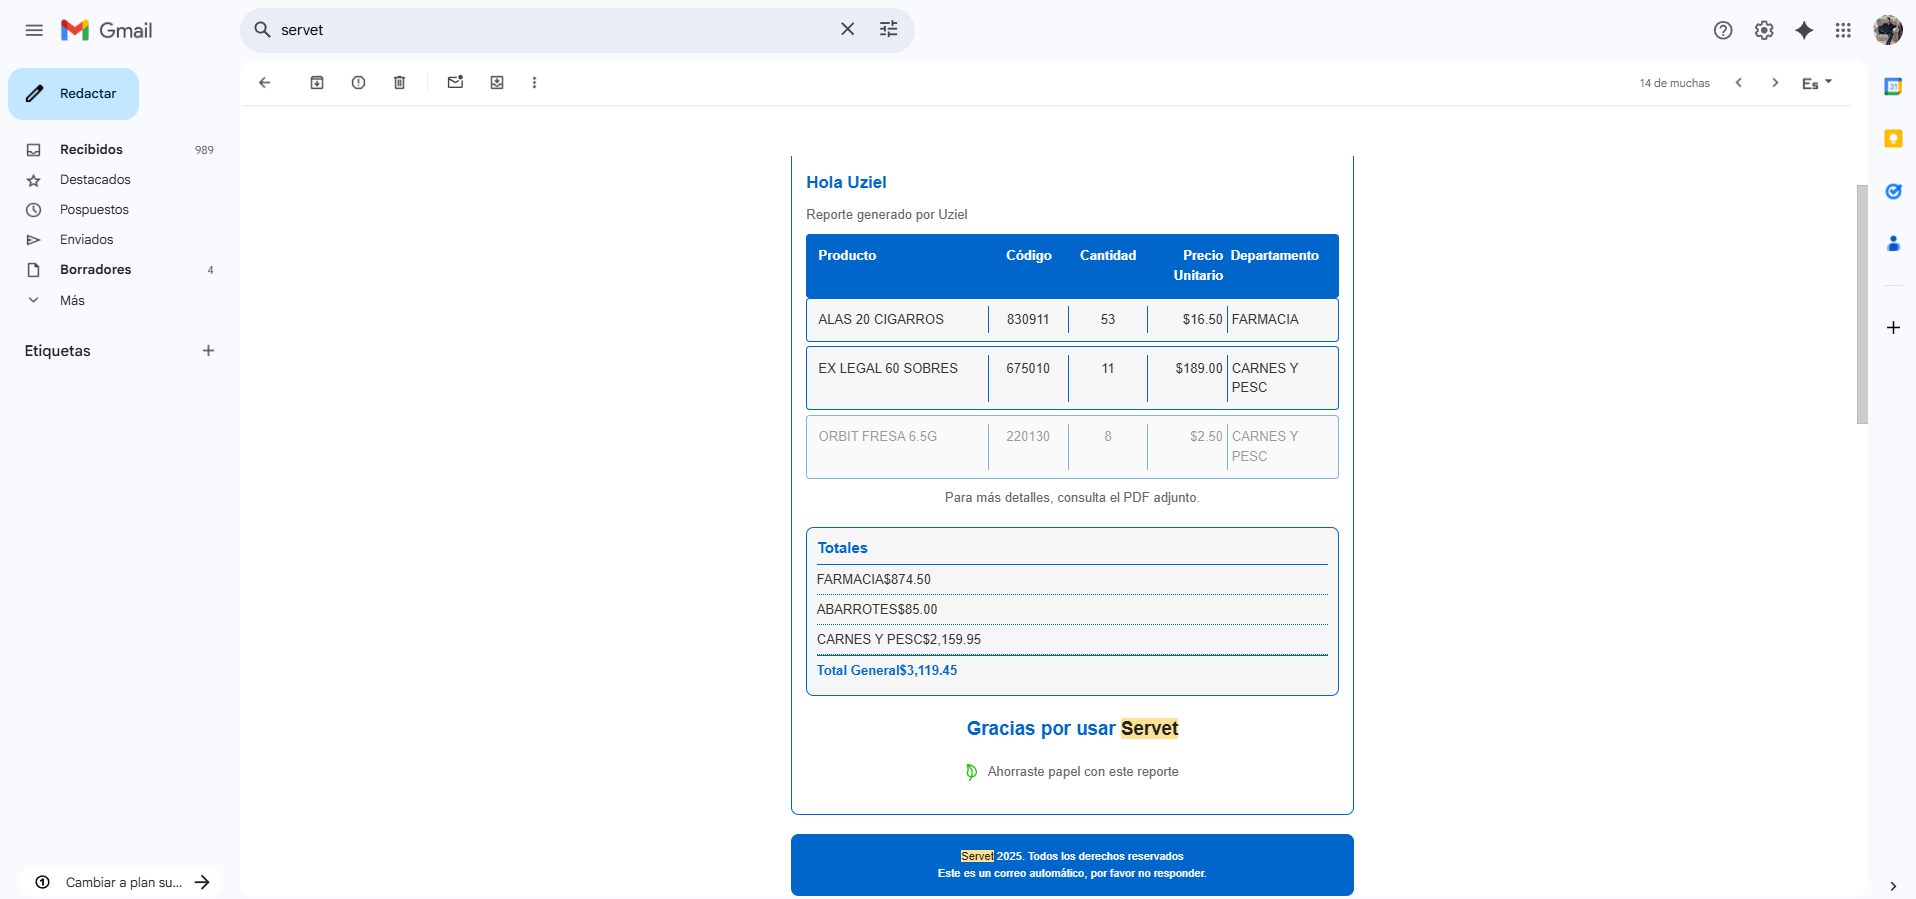 Gmail
servet
Redactar
14 de muchas
Es
Recibidos 989
Destacados
Pospuestos
Enviados
Borradores 4
Más
Etiquetas
Cambiar a plan su...
Hola Uziel
Reporte generado por Uziel
Producto Código Cantidad Precio Unitario Departamento
ALAS 20 CIGARROS 830911 53 $16.50 FARMACIA
EX LEGAL 60 SOBRES 675010 11 $189.00 CARNES Y PESC
ORBIT FRESA 6.5G 220130 8 $2.50 CARNES Y PESC
Para más detalles, consulta el PDF adjunto.
Totales
FARMACIA$874.50
ABARROTES$85.00
CARNES Y PESC$2,159.95
Total General$3,119.45
Gracias por usar Servet
Ahorraste papel con este reporte
Servet 2025. Todos los derechos reservados
Este es un correo automático, por favor no responder.
31